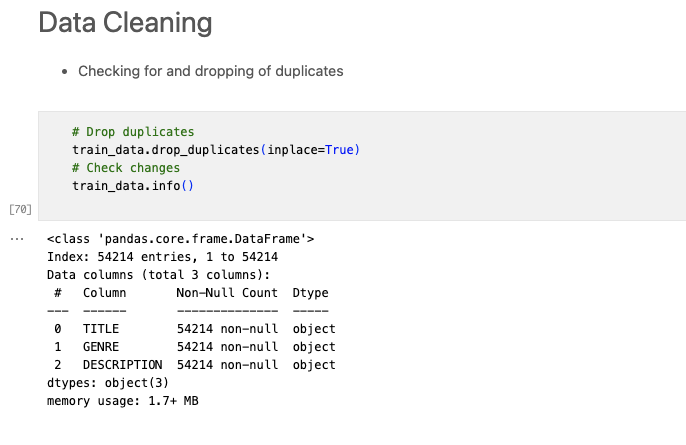 Data Cleaning
• Checking for and dropping of duplicates
# Drop duplicates
train_data.drop_duplicates(inplace=True)
# Check changes
train_data.info()
[70]
...
<class 'pandas.core.frame.DataFrame'>
Index: 54214 entries, 1 to 54214
Data columns (total 3 columns):
 #   Column       Non-Null Count  Dtype
---  ------       --------------  -----
 0   TITLE        54214 non-null  object
 1   GENRE        54214 non-null  object
 2   DESCRIPTION  54214 non-null  object
dtypes: object(3)
memory usage: 1.7+ MB